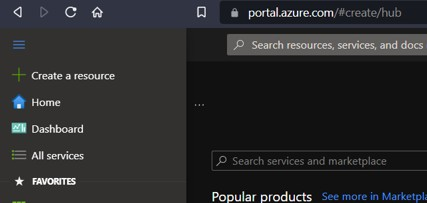 portal.azure.com/#create/hub
Search resources, services, and docs
Create a resource
Home
...
Dashboard
All services
Search services and marketplace
FAVORITES
Popular products See more in Marketpla